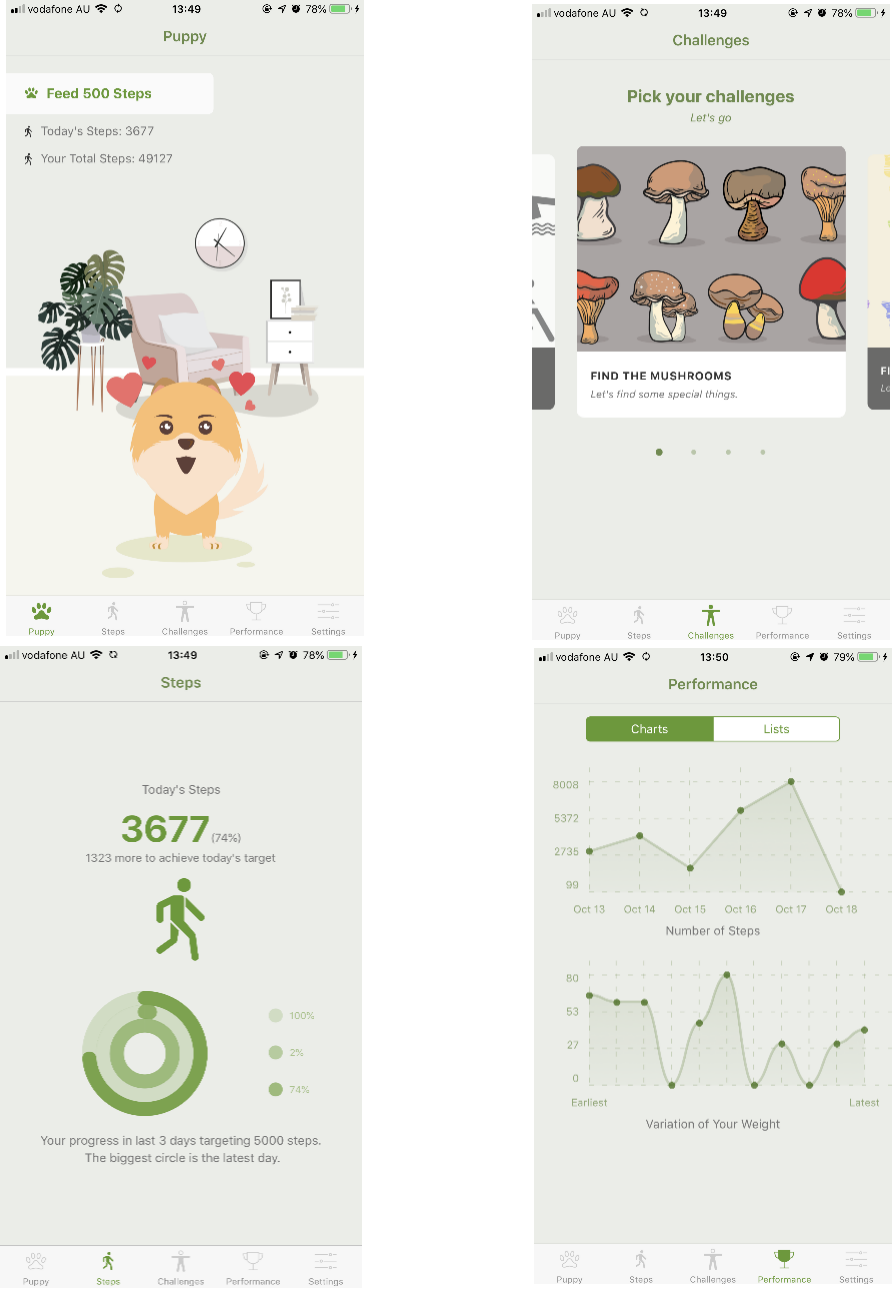 vodafone AU 13:49 78%
Puppy
Feed 500 Steps
Today's Steps: 3677
Your Total Steps: 49127
Puppy Steps Challenges Performance Settings
vodafone AU 13:49 78%
Challenges
Pick your challenges
Let's go
FIND THE MUSHROOMS
Let's find some special things.
Puppy Steps Challenges Performance Settings
vodafone AU 13:49 78%
Steps
Today's Steps
3677 (74%)
1323 more to achieve today's target
100%
2%
74%
Your progress in last 3 days targeting 5000 steps.
The biggest circle is the latest day.
Puppy Steps Challenges Performance Settings
vodafone AU 13:50 79%
Performance
Charts Lists
8008
5372
2735
99
Oct 13 Oct 14 Oct 15 Oct 16 Oct 17 Oct 18
Number of Steps
80
53
27
0
Earliest Latest
Variation of Your Weight
Puppy Steps Challenges Performance Settings